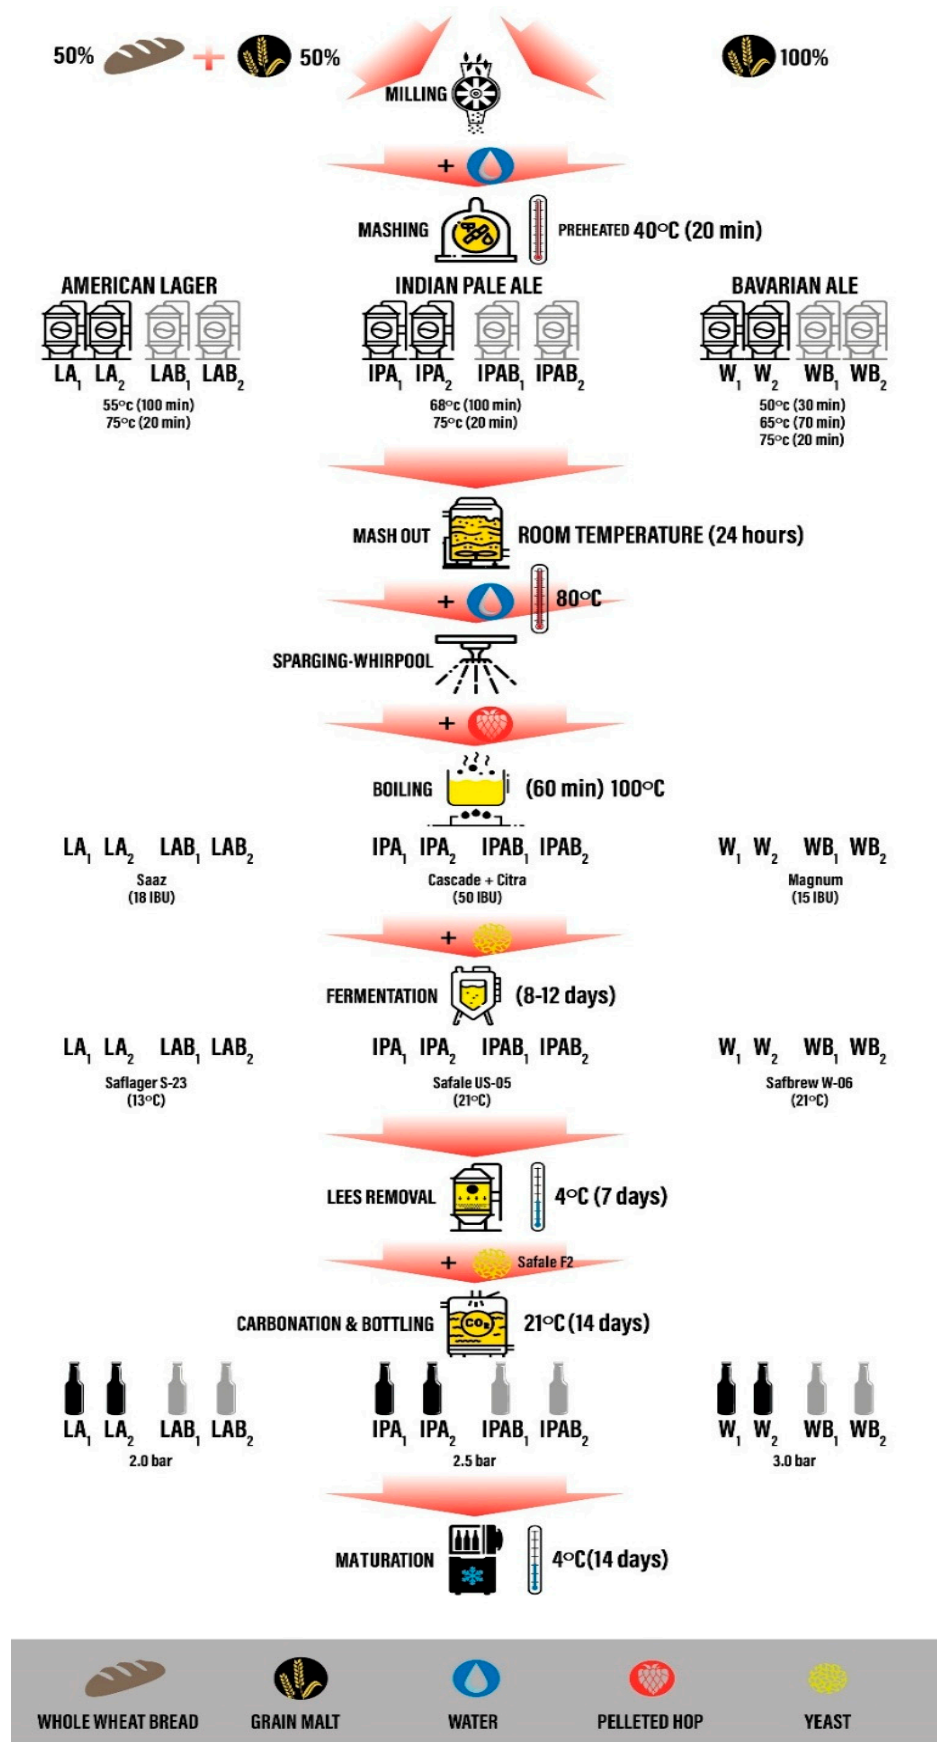 50% + 50% 100%
MILLING
+
MASHING PREHEATED 40ºC (20 min)
AMERICAN LAGER INDIAN PALE ALE BAVARIAN ALE
LA1 LA2 LAB1 LAB2 IPA1 IPA2 IPAB1 IPAB2 W1 W2 WB1 WB2
55ºc (100 min) 68ºc (100 min) 50ºc (30 min)
75ºc (20 min) 75ºc (20 min) 65ºc (70 min)
75ºc (20 min)
MASH OUT ROOM TEMPERATURE (24 hours)
+ 80ºC
SPARGING-WHIRPOOL
+
BOILING (60 min) 100ºC
LA1 LA2 LAB1 LAB2 IPA1 IPA2 IPAB1 IPAB2 W1 W2 WB1 WB2
Saaz Cascade + Citra Magnum
(18 IBU) (50 IBU) (15 IBU)
+
FERMENTATION (8-12 days)
LA1 LA2 LAB1 LAB2 IPA1 IPA2 IPAB1 IPAB2 W1 W2 WB1 WB2
Saflager S-23 Safale US-05 Safbrew W-06
(13ºC) (21ºC) (21ºC)
LEES REMOVAL 4ºC (7 days)
+ Safale F2
CARBONATION & BOTTLING CO2 21ºC (14 days)
LA1 LA2 LAB1 LAB2 IPA1 IPA2 IPAB1 IPAB2 W1 W2 WB1 WB2
2.0 bar 2.5 bar 3.0 bar
MATURATION 4ºC(14 days)
WHOLE WHEAT BREAD GRAIN MALT WATER PELLETED HOP YEAST